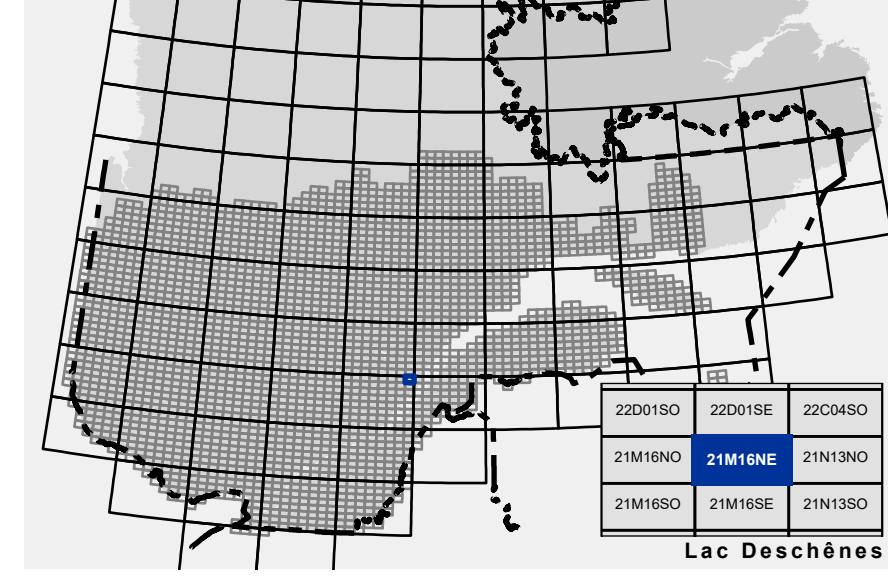 22D01SO 22D01SE 22C04SO
21M16NO 21M16NE 21N13NO
21M16SO 21M16SE 21N13SO
Lac Deschênes